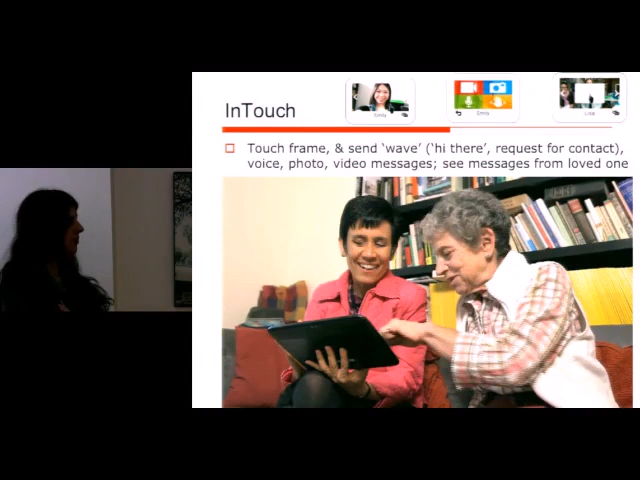 InTouch
Emily
Emily
Lisa
Touch frame, & send ‘wave’ (‘hi there’, request for contact),
voice, photo, video messages; see messages from loved one